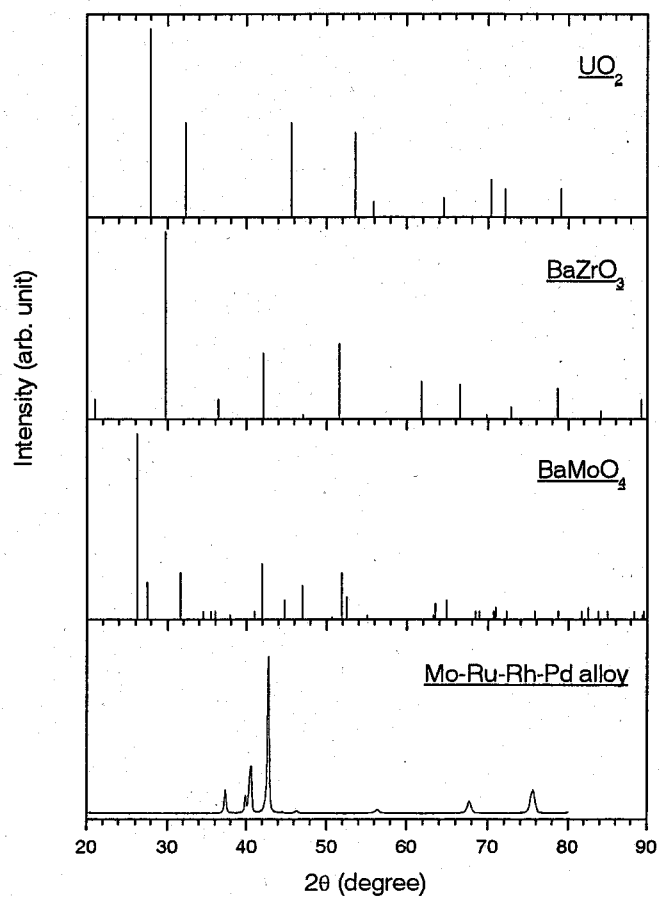 UO₂
BaZrO₃
BaMoO₄
Mo-Ru-Rh-Pd alloy
Intensity (arb. unit)
20 30 40 50 60 70 80 90
2θ (degree)